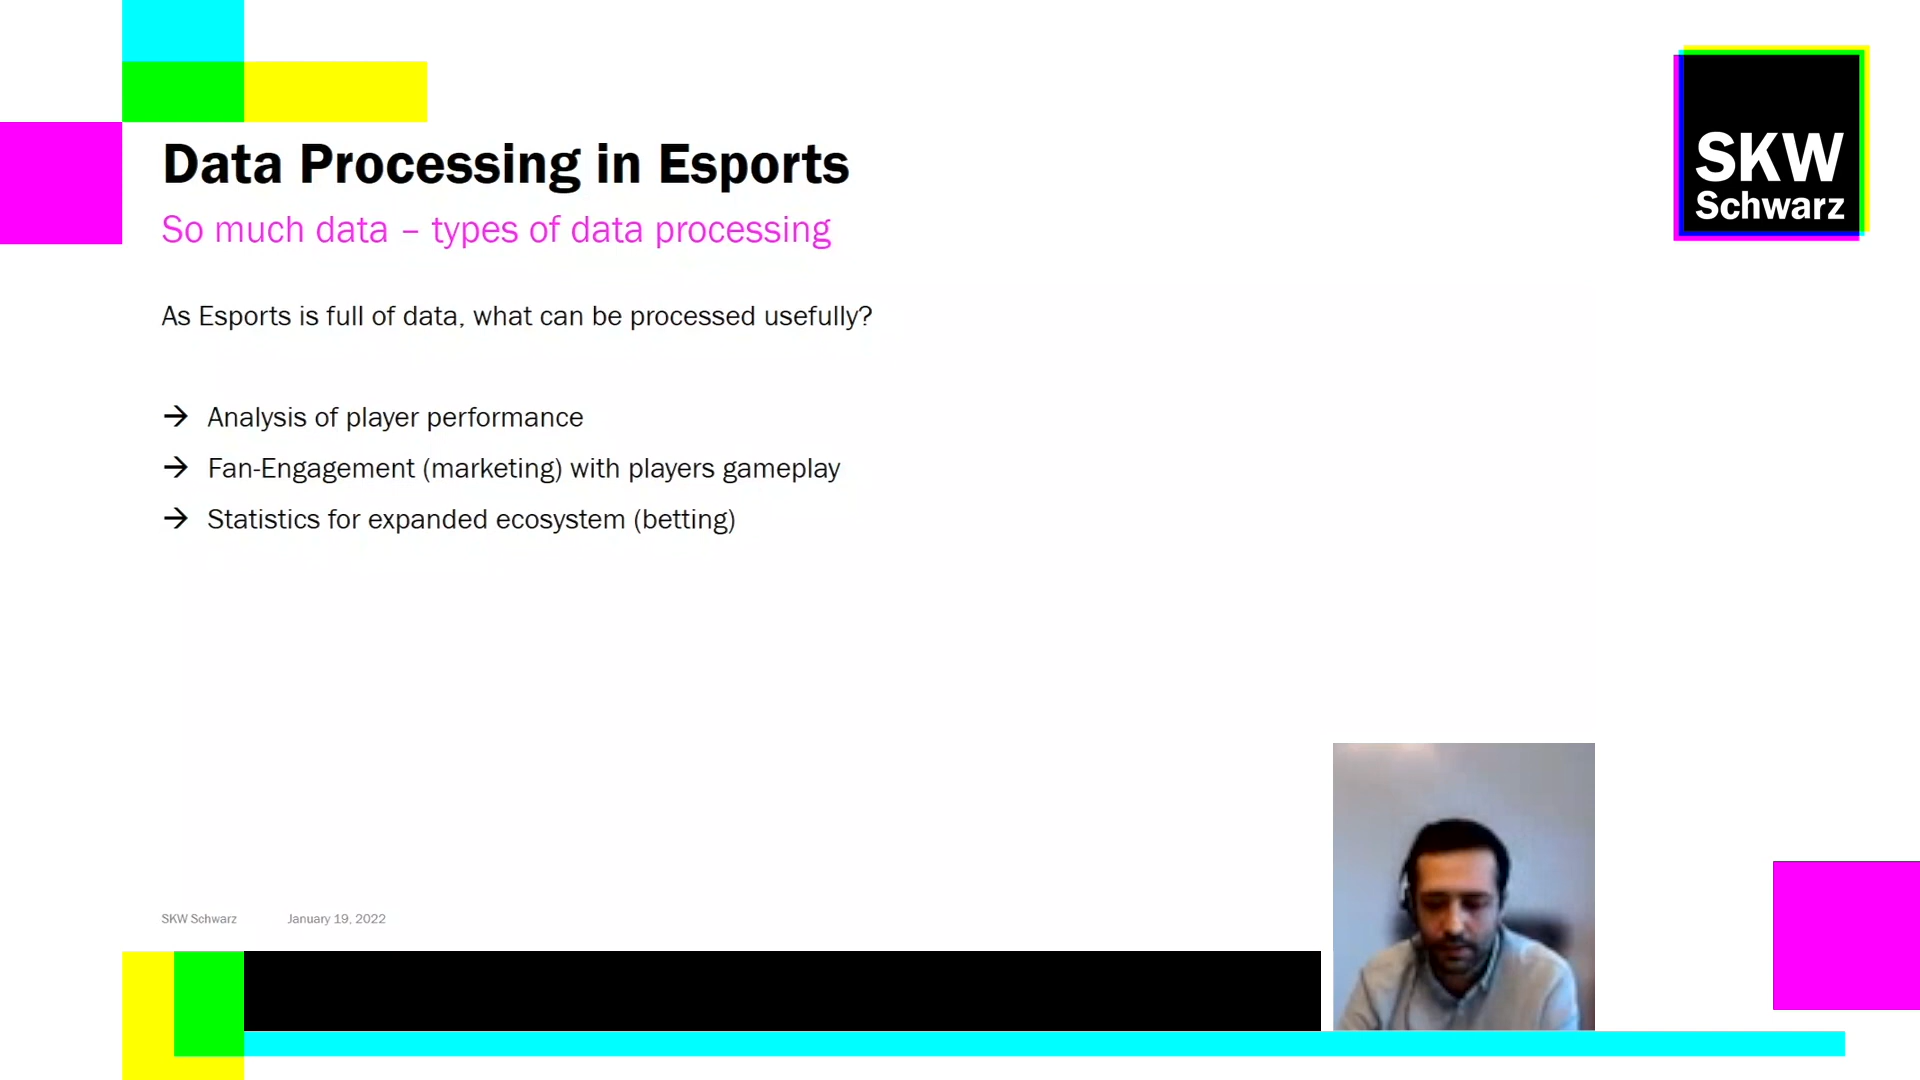 Data Processing in Esports
So much data – types of data processing
SKW
Schwarz
As Esports is full of data, what can be processed usefully?
→ Analysis of player performance
→ Fan-Engagement (marketing) with players gameplay
→ Statistics for expanded ecosystem (betting)
SKW Schwarz January 19, 2022